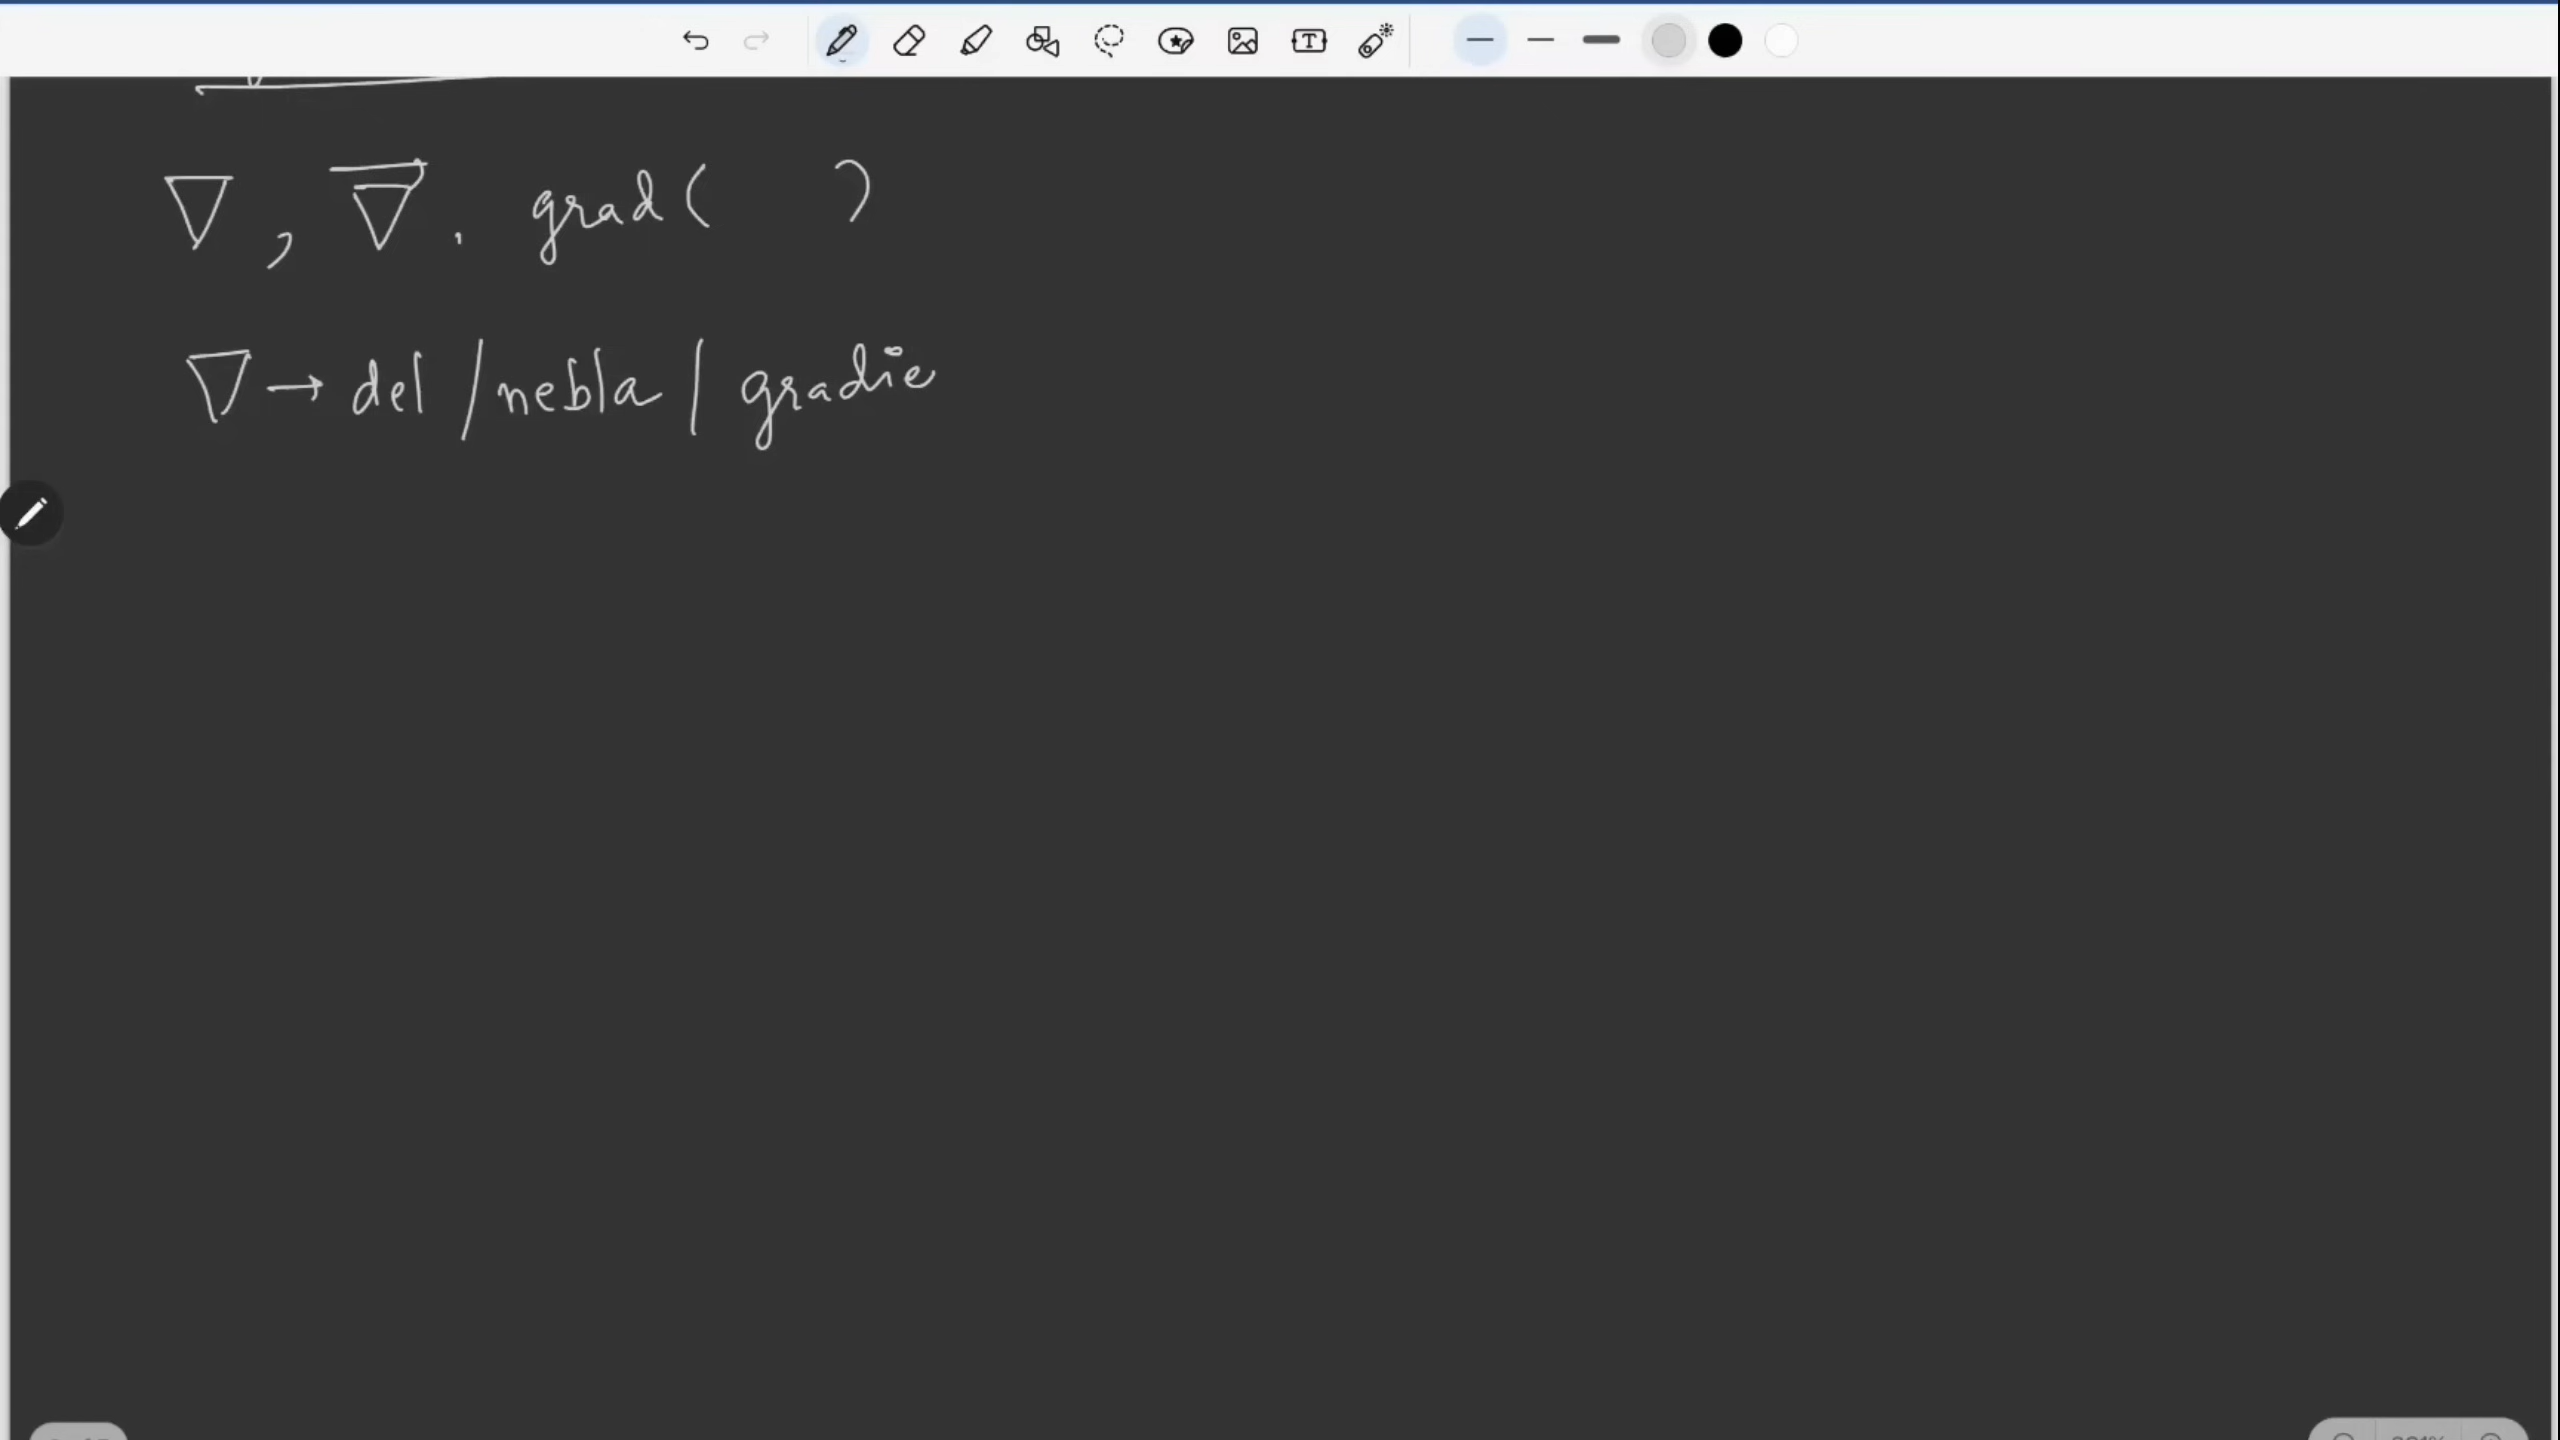 ∇, ∇⃗. grad( )
∇ → del / nebla / gradie